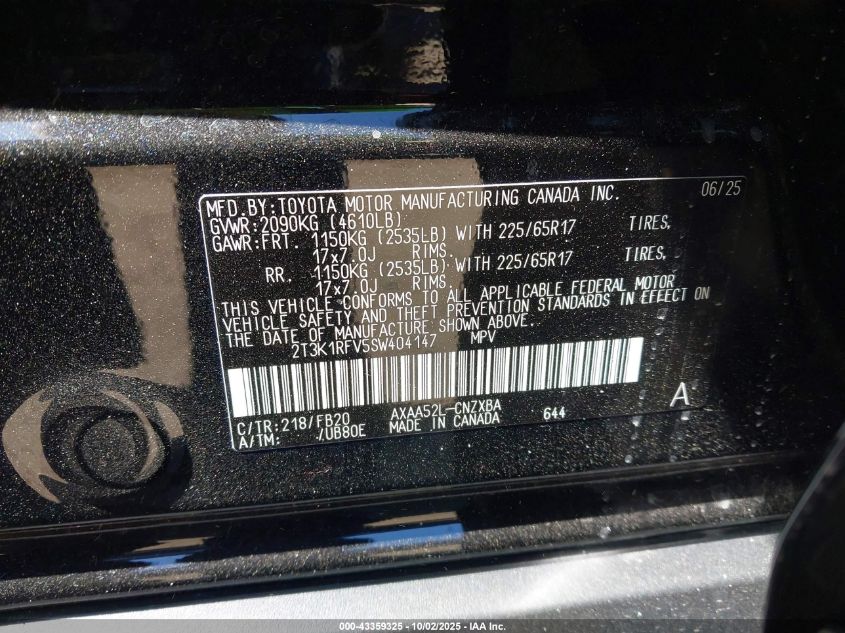 MFD.BY:TOYOTA MOTOR MANUFACTURING CANADA INC. 06/25
GVWR:2090KG (4610LB)
GAWR:FRT. 1150KG (2535LB) WITH 225/65R17 TIRES,
17x7.0J RIMS.
RR. 1150KG (2535LB) WITH 225/65R17 TIRES,
17x7.0J RIMS.
THIS VEHICLE CONFORMS TO ALL APPLICABLE FEDERAL MOTOR
VEHICLE SAFETY AND THEFT PREVENTION STANDARDS IN EFFECT ON
THE DATE OF MANUFACTURE SHOWN ABOVE.
2T3K1RFV5SW404147 MPV
C/TR:218/FB20 AXAA52L-CNZXBA 644 A
A/TM: /UB80E MADE IN CANADA
000-43359325 - 10/02/2025 - IAA Inc.